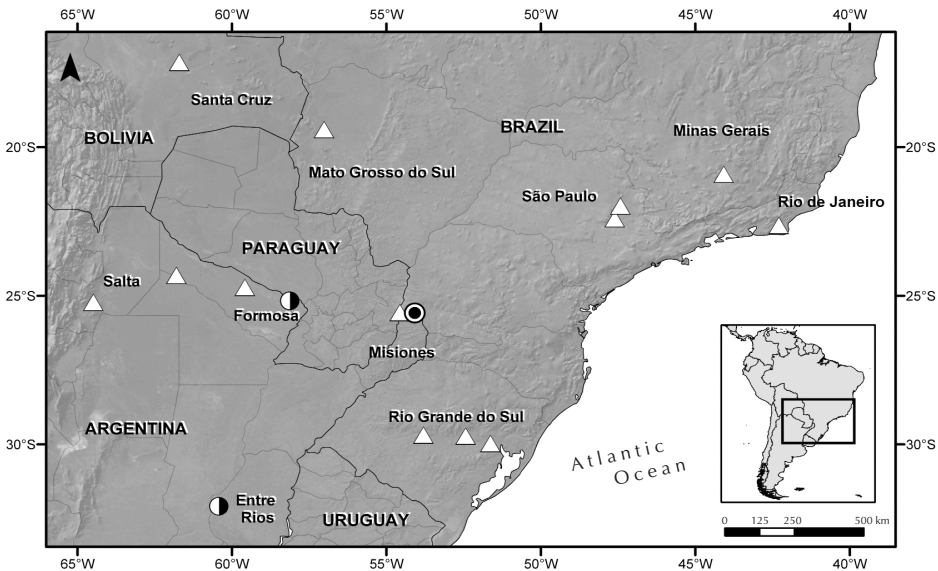 65°W 60°W 55°W 50°W 45°W 40°W
Santa Cruz
BOLIVIA
BRAZIL
Minas Gerais
20°S 20°S
Mato Grosso do Sul
São Paulo
Rio de Janeiro
PARAGUAY
Salta
25°S 25°S
Formosa
Misiones
Rio Grande do Sul
ARGENTINA
30°S 30°S
Atlantic
Ocean
Entre
Rios
URUGUAY
0 125 250 500 km
65°W 60°W 55°W 50°W 45°W 40°W